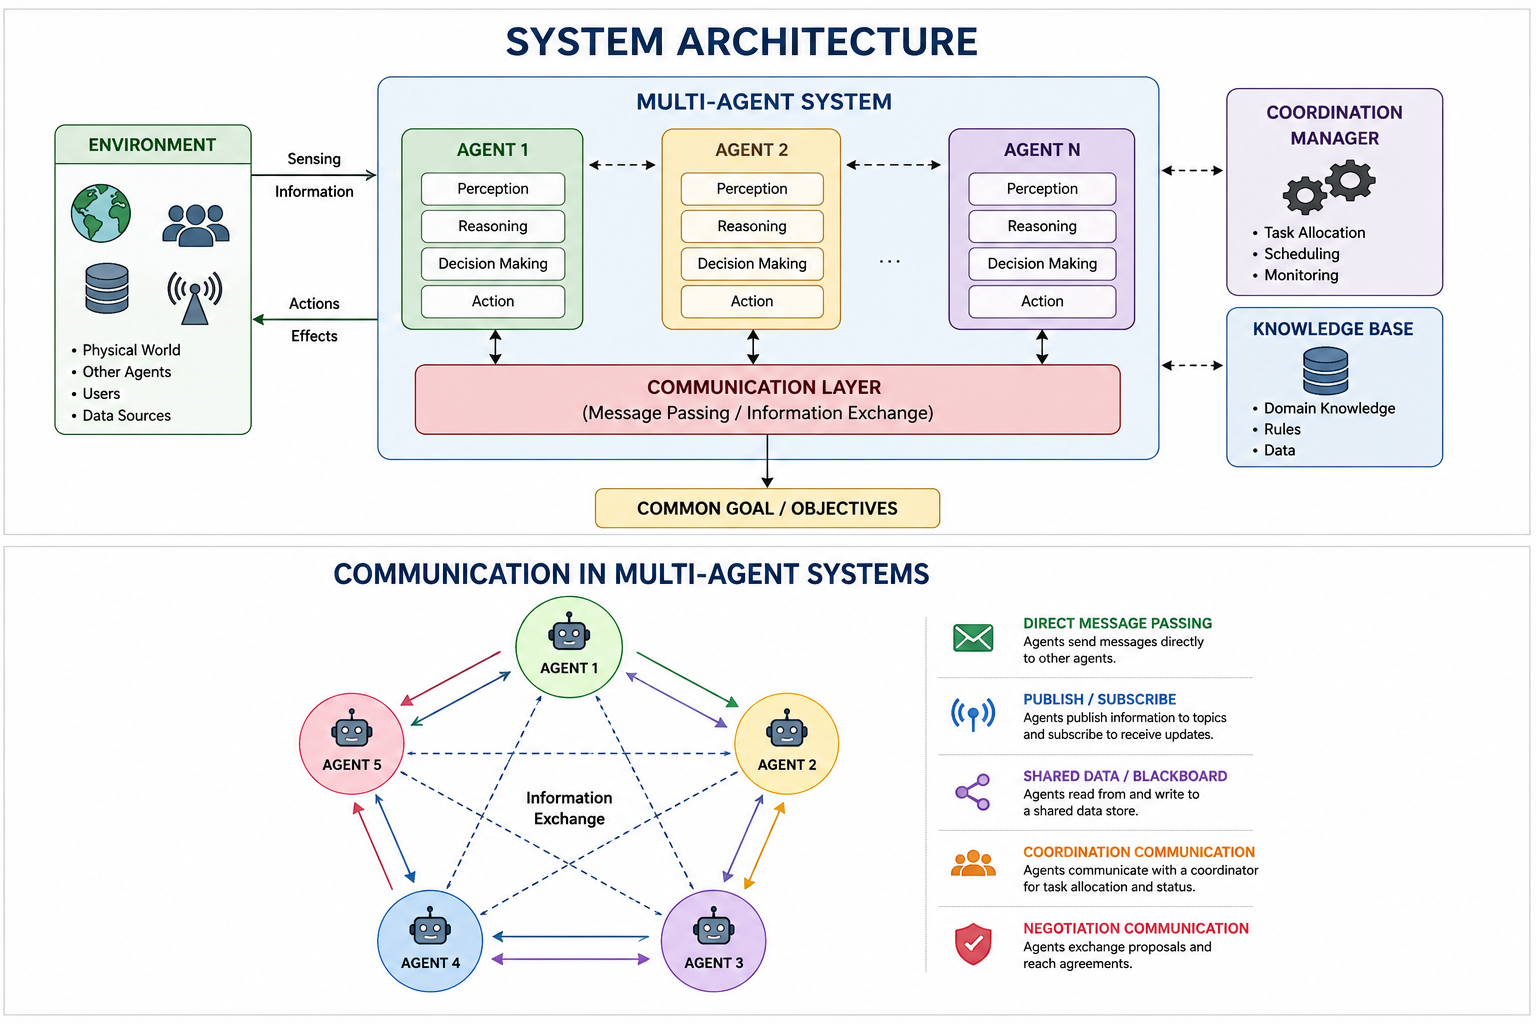 SYSTEM ARCHITECTURE
MULTI-AGENT SYSTEM
ENVIRONMENT
• Physical World
• Other Agents
• Users
• Data Sources
Sensing
Information
Actions
Effects
AGENT 1
Perception
Reasoning
Decision Making
Action
AGENT 2
Perception
Reasoning
Decision Making
Action
...
AGENT N
Perception
Reasoning
Decision Making
Action
COMMUNICATION LAYER
(Message Passing / Information Exchange)
COMMON GOAL / OBJECTIVES
COORDINATION
MANAGER
• Task Allocation
• Scheduling
• Monitoring
KNOWLEDGE BASE
• Domain Knowledge
• Rules
• Data
COMMUNICATION IN MULTI-AGENT SYSTEMS
AGENT 1
AGENT 5
AGENT 2
Information
Exchange
AGENT 4
AGENT 3
DIRECT MESSAGE PASSING
Agents send messages directly
to other agents.
PUBLISH / SUBSCRIBE
Agents publish information to topics
and subscribe to receive updates.
SHARED DATA / BLACKBOARD
Agents read from and write to
a shared data store.
COORDINATION COMMUNICATION
Agents communicate with a coordinator
for task allocation and status.
NEGOTIATION COMMUNICATION
Agents exchange proposals and
reach agreements.